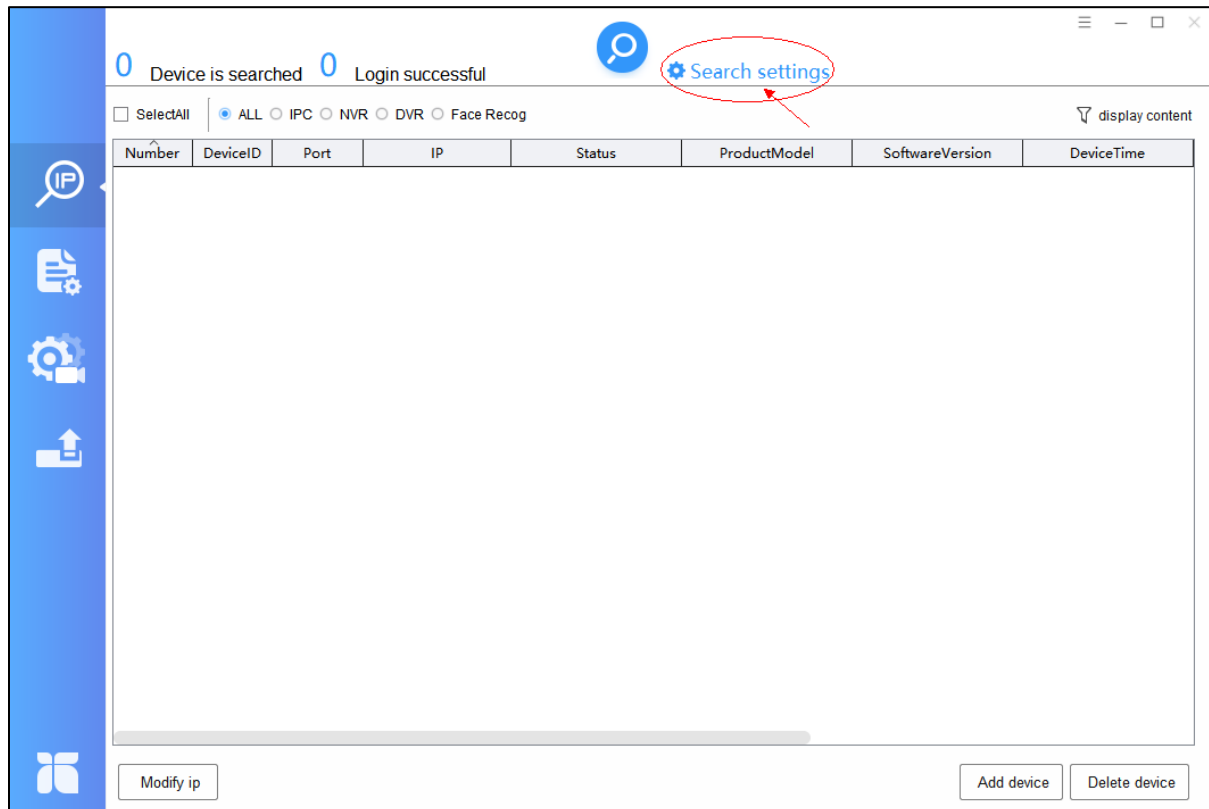 0 Device is searched 0 Login successful
Search settings
SelectAll ALL IPC NVR DVR Face Recog display content
Number DeviceID Port IP Status ProductModel SoftwareVersion DeviceTime
IP
Modify ip Add device Delete device